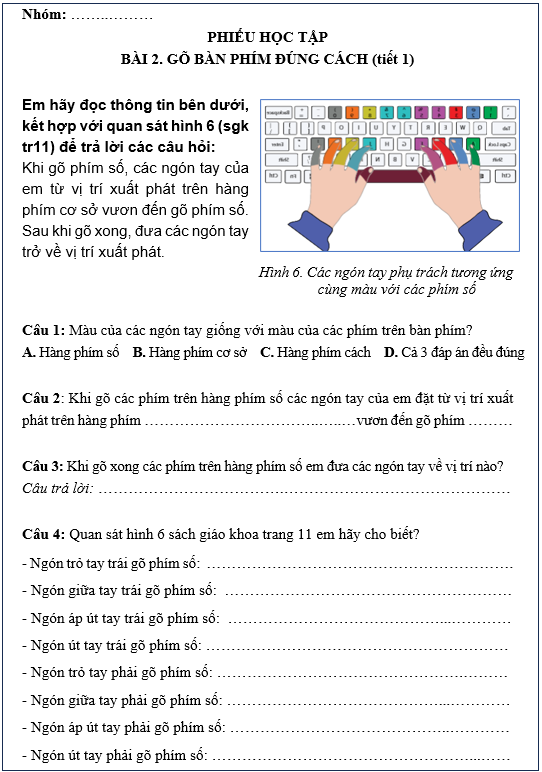 Nhóm: ……..………
PHIẾU HỌC TẬP
BÀI 2. GÕ BÀN PHÍM ĐÚNG CÁCH (tiết 1)
Em hãy đọc thông tin bên dưới,
kết hợp với quan sát hình 6 (sgk
tr11) để trả lời các câu hỏi:
Khi gõ phím số, các ngón tay của
em từ vị trí xuất phát trên hàng
phím cơ sở vươn đến gõ phím số.
Sau khi gõ xong, đưa các ngón tay
trở về vị trí xuất phát.
Hình 6. Các ngón tay phụ trách tương ứng
cùng màu với các phím số
Câu 1: Màu của các ngón tay giống với màu của các phím trên bàn phím?
A. Hàng phím số B. Hàng phím cơ sở C. Hàng phím cách D. Cả 3 đáp án đều đúng
Câu 2: Khi gõ các phím trên hàng phím số các ngón tay của em đặt từ vị trí xuất
phát trên hàng phím ……………………………..…..…vươn đến gõ phím ………
Câu 3: Khi gõ xong các phím trên hàng phím số em đưa các ngón tay về vị trí nào?
Câu trả lời: ……………………………………………………………………
Câu 4: Quan sát hình 6 sách giáo khoa trang 11 em hãy cho biết?
- Ngón trỏ tay trái gõ phím số: ……………………………………………………
- Ngón giữa tay trái gõ phím số: …………………………………………………
- Ngón áp út tay trái gõ phím số: ……………………………………...…………
- Ngón út tay trái gõ phím số: ……………………………………………………
- Ngón trỏ tay phải gõ phím số: …………………………………………………
- Ngón giữa tay phải gõ phím số: ……………………………………...…………
- Ngón áp út tay phải gõ phím số: ……………………………………..…………
- Ngón út tay phải gõ phím số: ……………………………………………...……